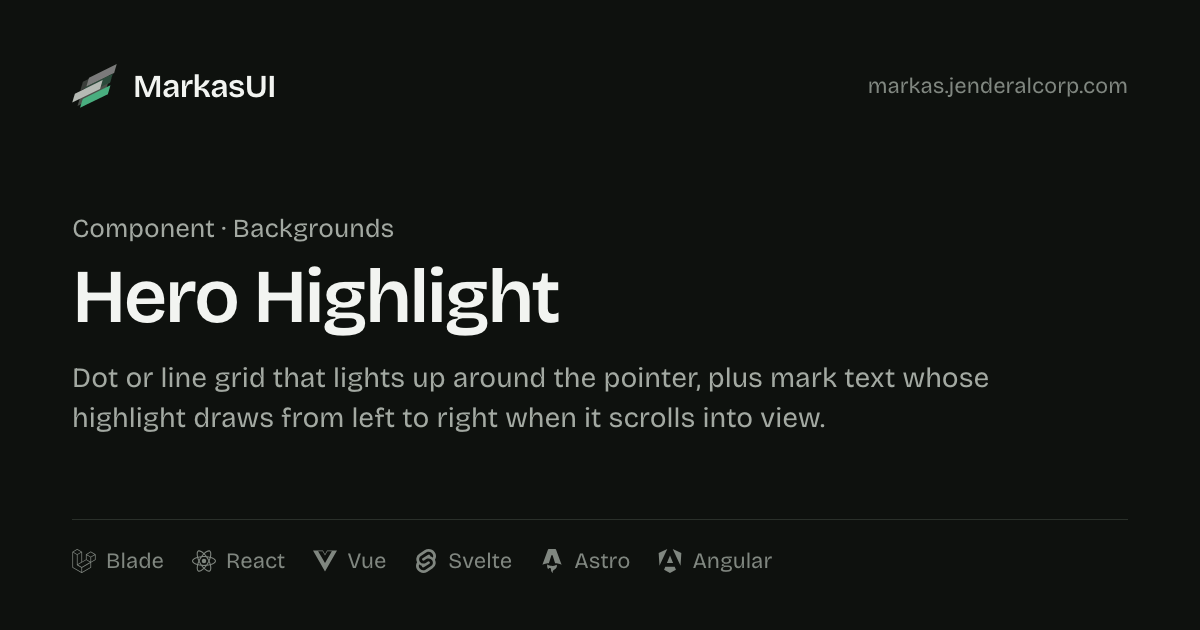 MarkasUI
markas.jenderalcorp.com
Component · Backgrounds
Hero Highlight
Dot or line grid that lights up around the pointer, plus mark text whose
highlight draws from left to right when it scrolls into view.
Blade React Vue Svelte Astro Angular